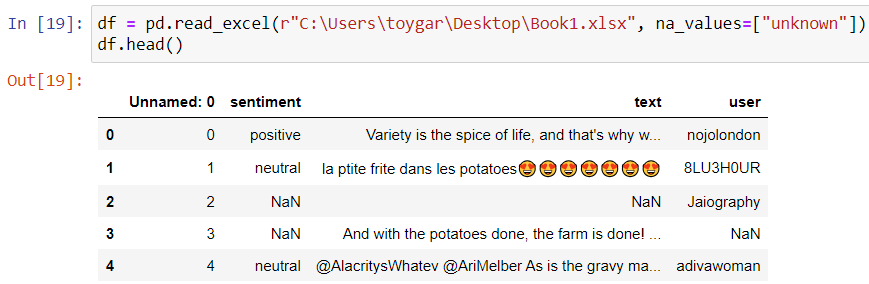 In [19]: df = pd.read_excel(r"C:\Users\toygar\Desktop\Book1.xlsx", na_values=["unknown"])
df.head()
Out[19]:
Unnamed: 0 sentiment text user
0 0 positive Variety is the spice of life, and that's why w... nojolondon
1 1 neutral la ptite frite dans les potatoes😍😍😍😍😍😍😍 8LU3H0UR
2 2 NaN NaN Jaiography
3 3 NaN And with the potatoes done, the farm is done! ... NaN
4 4 neutral @AlacritysWhatev @AriMelber As is the gravy ma... adivawoman